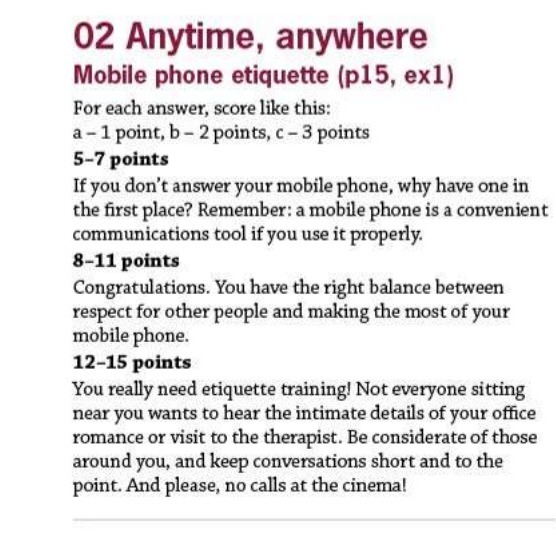 02 Anytime, anywhere
Mobile phone etiquette (p15, ex1)
For each answer, score like this:
a – 1 point, b – 2 points, c – 3 points
5–7 points
If you don’t answer your mobile phone, why have one in
the first place? Remember: a mobile phone is a convenient
communications tool if you use it properly.
8–11 points
Congratulations. You have the right balance between
respect for other people and making the most of your
mobile phone.
12–15 points
You really need etiquette training! Not everyone sitting
near you wants to hear the intimate details of your office
romance or visit to the therapist. Be considerate of those
around you, and keep conversations short and to the
point. And please, no calls at the cinema!